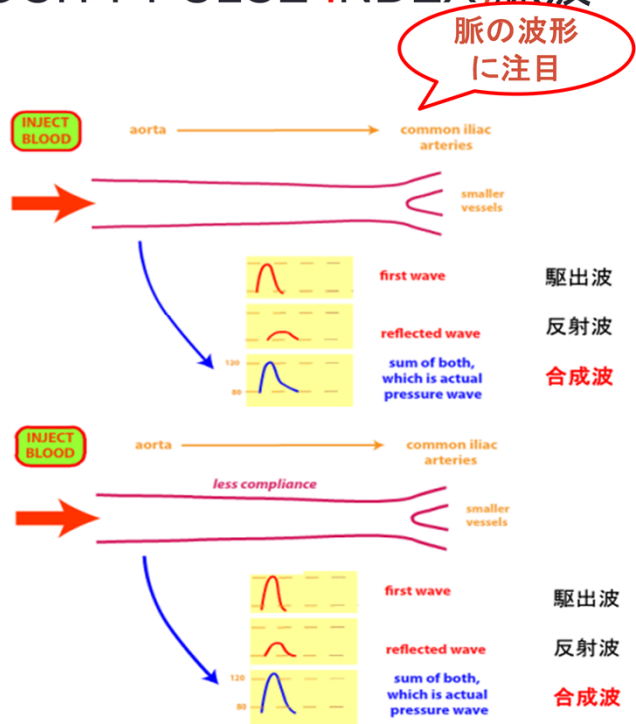 PULSE INDEX
脈の波形
に注目
INJECT
BLOOD
aorta
common iliac
arteries
smaller
vessels
first wave
駆出波
reflected wave
反射波
120
80
sum of both,
which is actual
pressure wave
合成波
INJECT
BLOOD
aorta
common iliac
arteries
less compliance
smaller
vessels
first wave
駆出波
reflected wave
反射波
120
80
sum of both,
which is actual
pressure wave
合成波